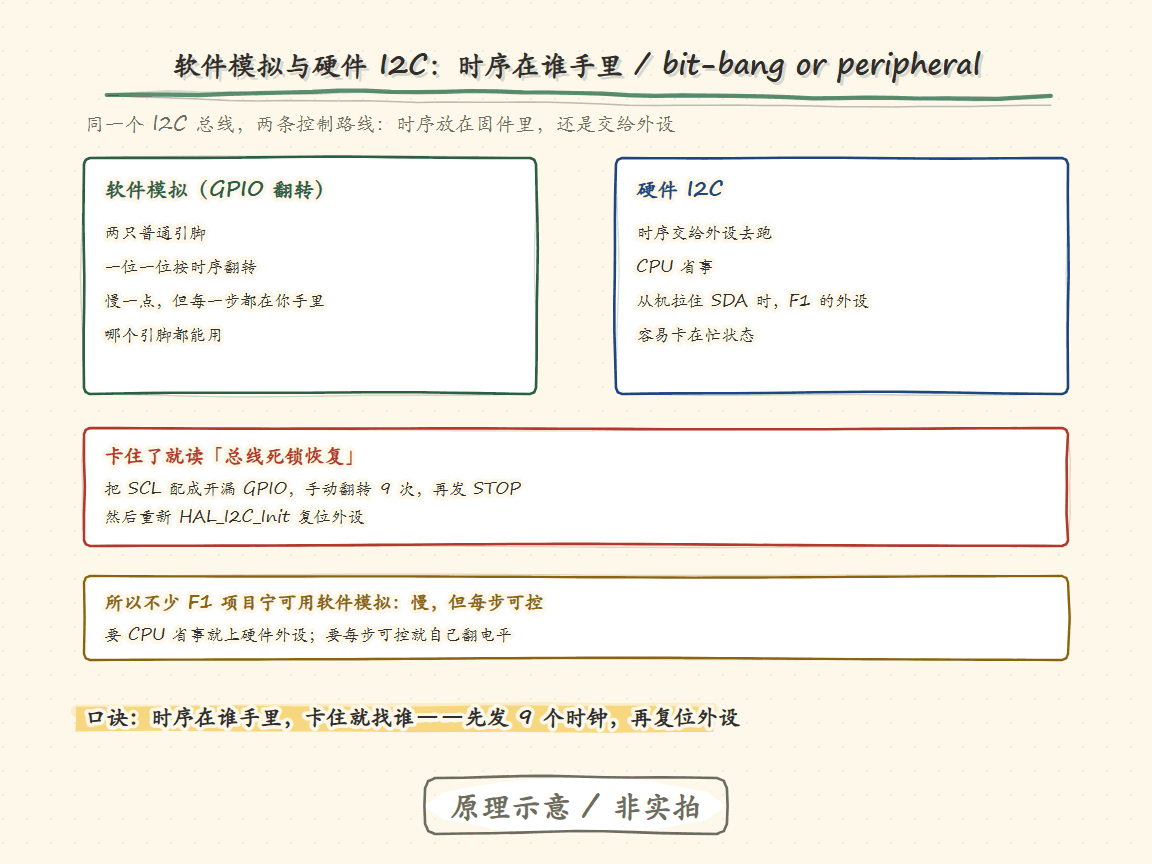 软件模拟与硬件 I2C：时序在谁手里 / bit-bang or peripheral
同一个 I2C 总线，两条控制路线：时序放在固件里，还是交给外设
软件模拟（GPIO 翻转）
两只普通引脚
一位一位按时序翻转
慢一点，但每一步都在你手里
哪个引脚都能用
硬件 I2C
时序交给外设去跑
CPU 省事
从机拉住 SDA 时，F1 的外设
容易卡在忙状态
卡住了就读「总线死锁恢复」
把 SCL 配成开漏 GPIO，手动翻转 9 次，再发 STOP
然后重新 HAL_I2C_Init 复位外设
所以不少 F1 项目宁可用软件模拟：慢，但每步可控
要 CPU 省事就上硬件外设；要每步可控就自己翻电平
口诀：时序在谁手里，卡住就找谁——先发 9 个时钟，再复位外设
原理示意 / 非实拍